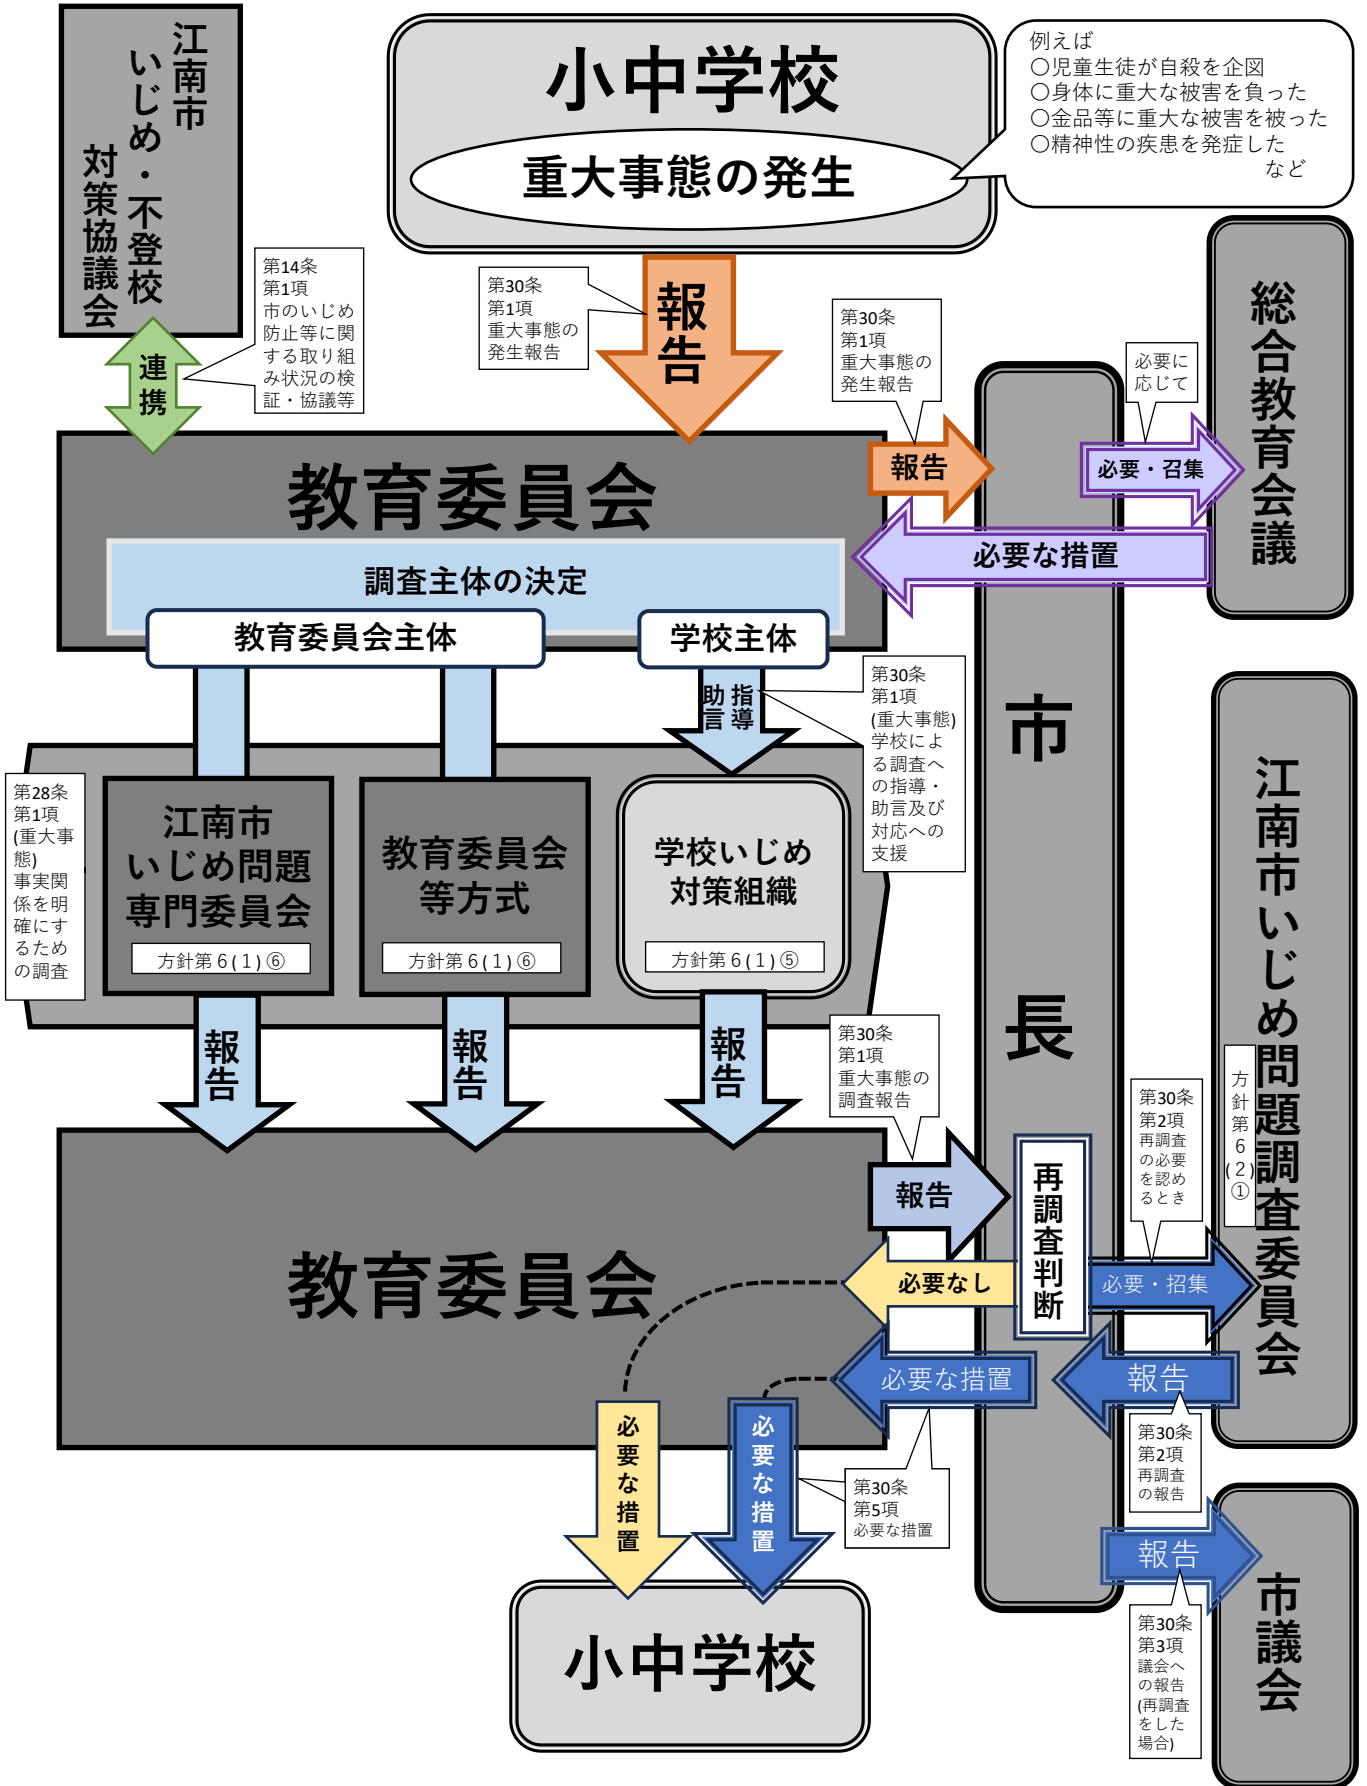 江南市
いじめ・不登校
対策協議会
小中学校
重大事態の発生
例えば
〇児童生徒が自殺を企図
〇身体に重大な被害を負った
〇金品等に重大な被害を被った
〇精神性の疾患を発症した
など
第14条
第1項
市のいじめ
防止等に関
する取り組
み状況の検
証・協議等
連携
第30条
第1項
重大事態の
発生報告
報告
第30条
第1項
重大事態の
発生報告
必要に
応じて
総合教育会議
教育委員会
報告
必要・召集
必要な措置
調査主体の決定
教育委員会主体
学校主体
指導
助言
第30条
第1項
(重大事態)
学校によ
る調査へ
の指導・
助言及び
対応への
支援
市長
第28条
第1項
(重大事
態)
事実関
係を明
確にす
るため
の調査
江南市
いじめ問題
専門委員会
方針第６(１)⑥
教育委員会
等方式
方針第６(１)⑥
学校いじめ
対策組織
方針第６(１)⑤
江南市いじめ問題調査委員会
方針第６(２)①
報告
報告
報告
第30条
第1項
重大事態の
調査報告
第30条
第2項
再調査
の必要
を認め
るとき
教育委員会
報告
再調査判断
必要なし
必要・招集
必要な措置
報告
第30条
第2項
再調査
の報告
必要な措置
必要な措置
第30条
第5項
必要な措置
報告
第30条
第3項
議会へ
の報告
(再調査
をした
場合)
市議会
小中学校